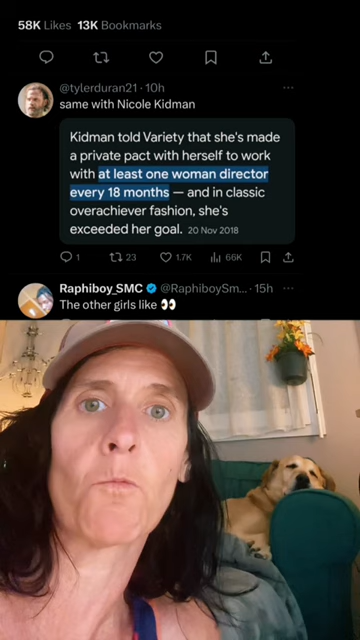 58K Likes 13K Bookmarks
@tylerduran21 · 10h
same with Nicole Kidman
Kidman told Variety that she's made
a private pact with herself to work
with at least one woman director
every 18 months — and in classic
overachiever fashion, she's
exceeded her goal. 20 Nov 2018
1 23 1.7K 66K
Raphiboy_SMC @RaphiboySm... · 15h
The other girls like 👀